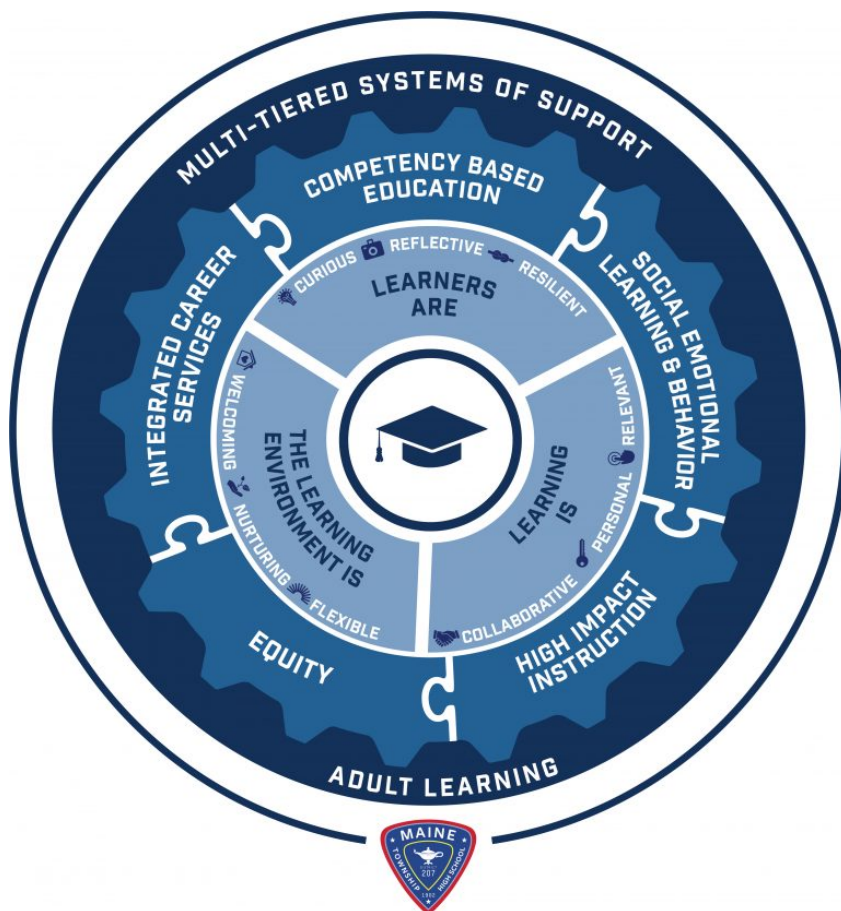 MULTI-TIERED SYSTEMS OF SUPPORT
COMPETENCY BASED
EDUCATION
SOCIAL EMOTIONAL
LEARNING & BEHAVIOR
HIGH IMPACT
INSTRUCTION
EQUITY
INTEGRATED CAREER
SERVICES
CURIOUS
REFLECTIVE
RESILIENT
LEARNERS
ARE
RELEVANT
PERSONAL
COLLABORATIVE
LEARNING
IS
WELCOMING
NURTURING
FLEXIBLE
THE LEARNING
ENVIRONMENT IS
ADULT LEARNING
MAINE
TOWNSHIP
HIGH SCHOOL
207
1902